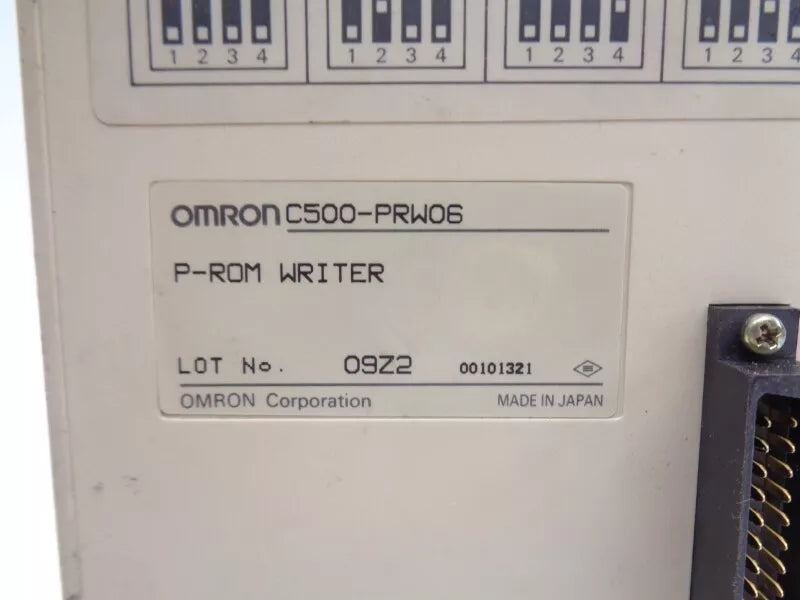 1 2 3 4 1 2 3 4 1 2 3 4 1 2 3 4
OMRON C500-PRW06
P-ROM WRITER
LOT No. 09Z2 00101321
OMRON Corporation MADE IN JAPAN